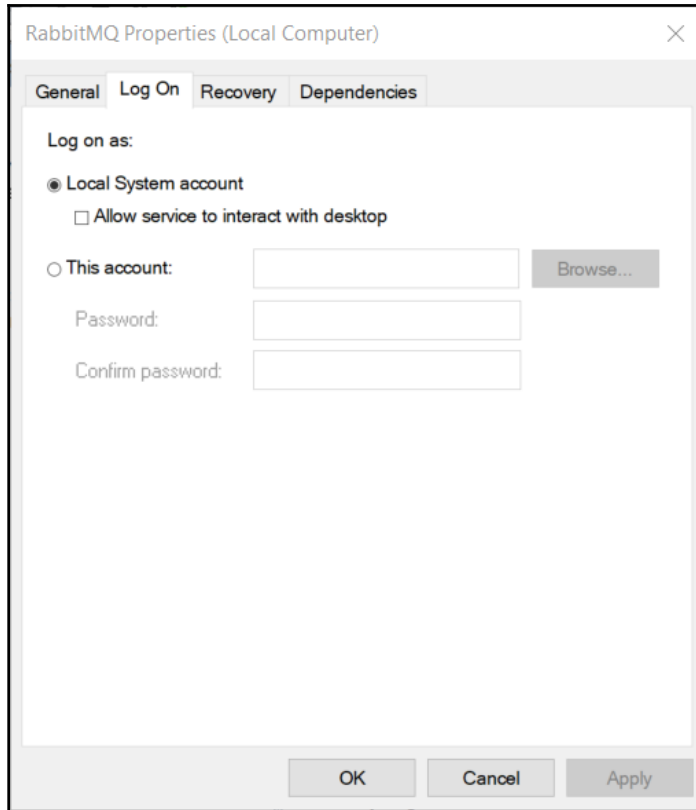 RabbitMQ Properties (Local Computer)
General Log On Recovery Dependencies
Log on as:
Local System account
Allow service to interact with desktop
This account: Browse...
Password:
Confirm password:
OK Cancel Apply